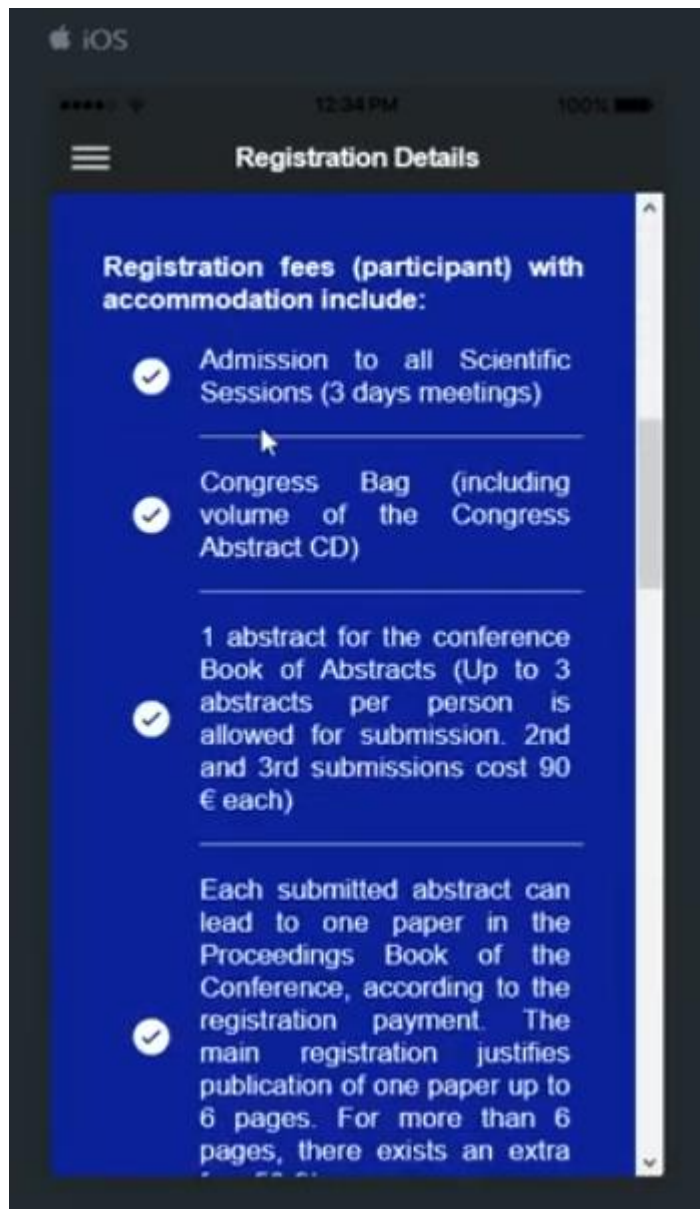 iOS
12:34 PM 100%
Registration Details
Registration fees (participant) with
accommodation include:
Admission to all Scientific
Sessions (3 days meetings)
Congress Bag (including
volume of the Congress
Abstract CD)
1 abstract for the conference
Book of Abstracts (Up to 3
abstracts per person is
allowed for submission. 2nd
and 3rd submissions cost 90
€ each)
Each submitted abstract can
lead to one paper in the
Proceedings Book of the
Conference, according to the
registration payment. The
main registration justifies
publication of one paper up to
6 pages. For more than 6
pages, there exists an extra